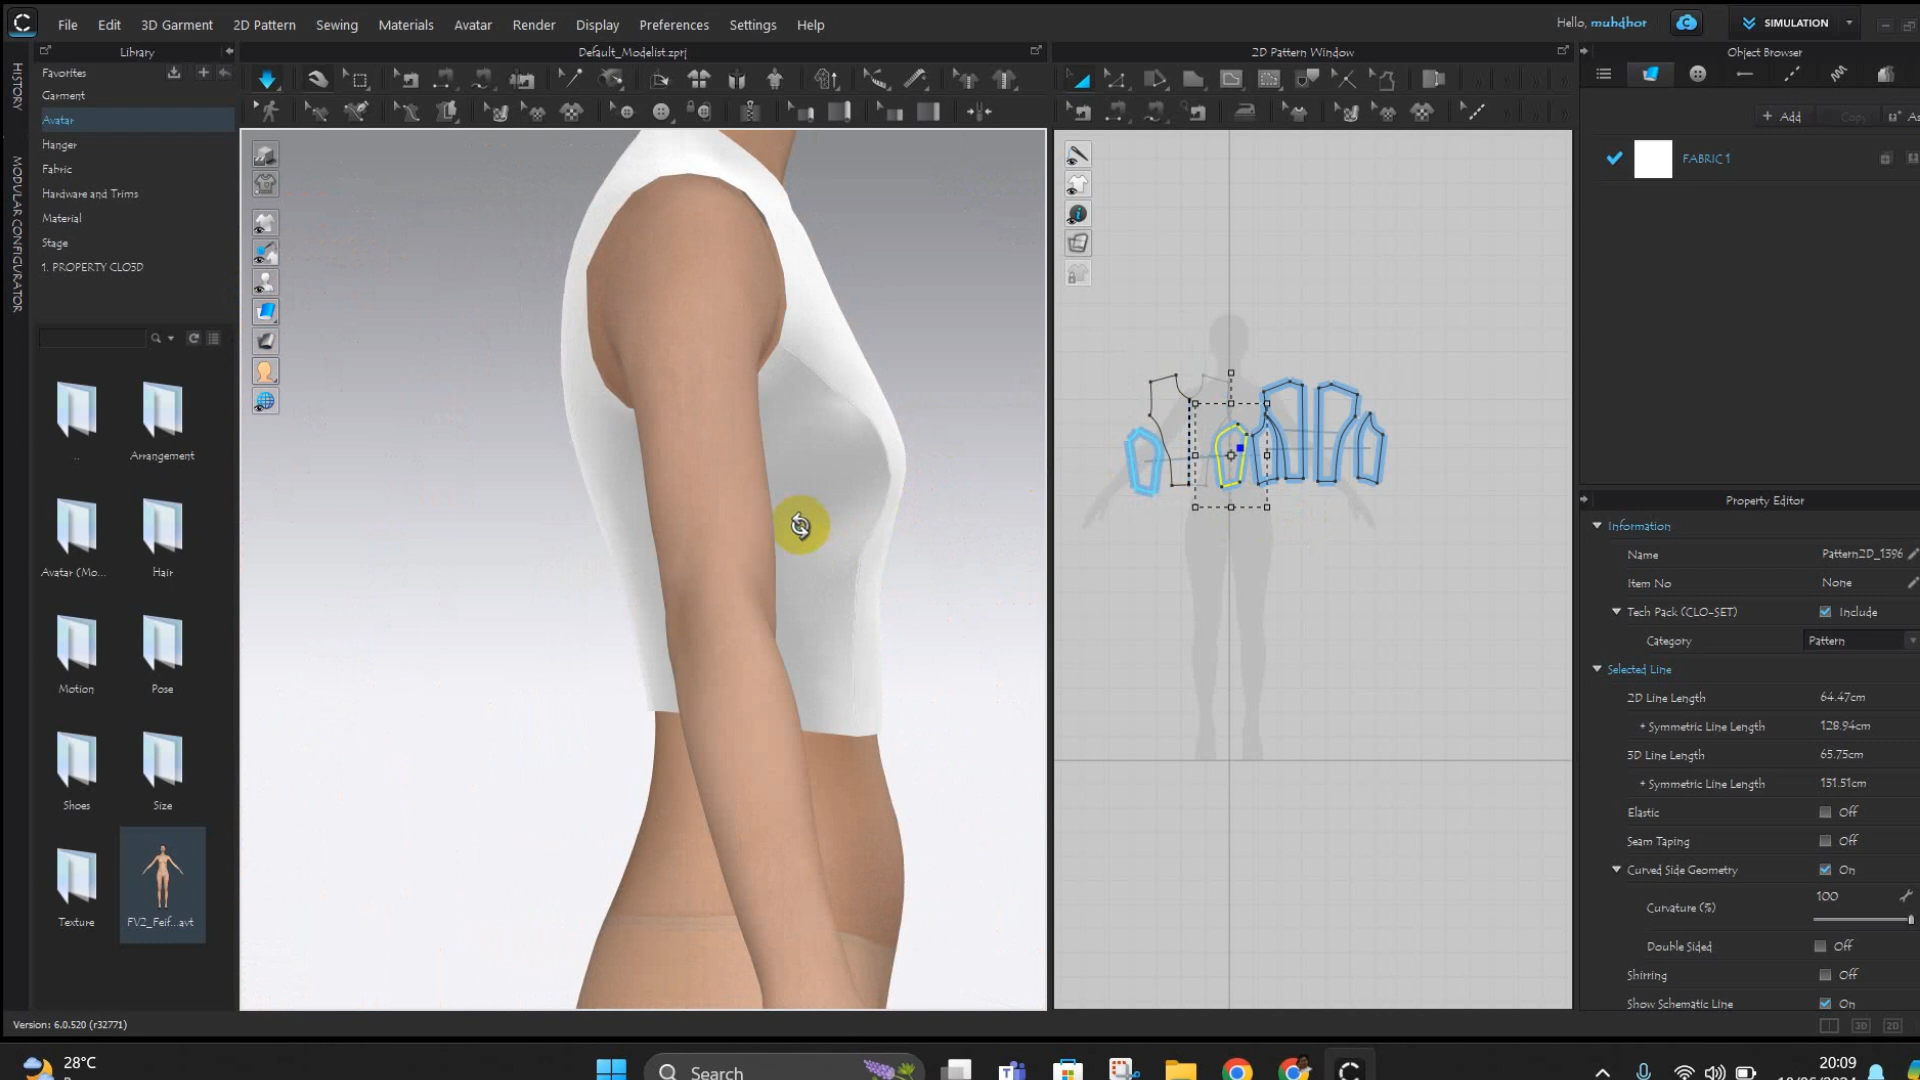 File Edit 3D Garment 2D Pattern Sewing Materials Avatar Render Display Preferences Settings Help
Hello, muhdhor
SIMULATION
Library
Default_Modelist.zprj
2D Pattern Window
Object Browser
HISTORY
MODULAR CONFIGURATOR
Favorites
Garment
Avatar
Hanger
Fabric
Hardware and Trims
Material
Stage
1. PROPERTY CLO3D
..
Arrangement
Avatar (Mo...
Hair
Motion
Pose
Shoes
Size
Texture
FV2_Feif...avt
+ Add
Copy
FABRIC 1
Property Editor
Information
Name Pattern2D_1396
Item No None
Tech Pack (CLO-SET) Include
Category Pattern
Selected Line
2D Line Length 64.47cm
+ Symmetric Line Length 128.94cm
3D Line Length 65.75cm
+ Symmetric Line Length 131.51cm
Elastic Off
Seam Taping Off
Curved Side Geometry On
Curvature (%) 100
Double Sided Off
Shirring Off
Show Schematic Line On
3D 2D
Version: 6.0.520 (r32771)
28°C
Search
20:09